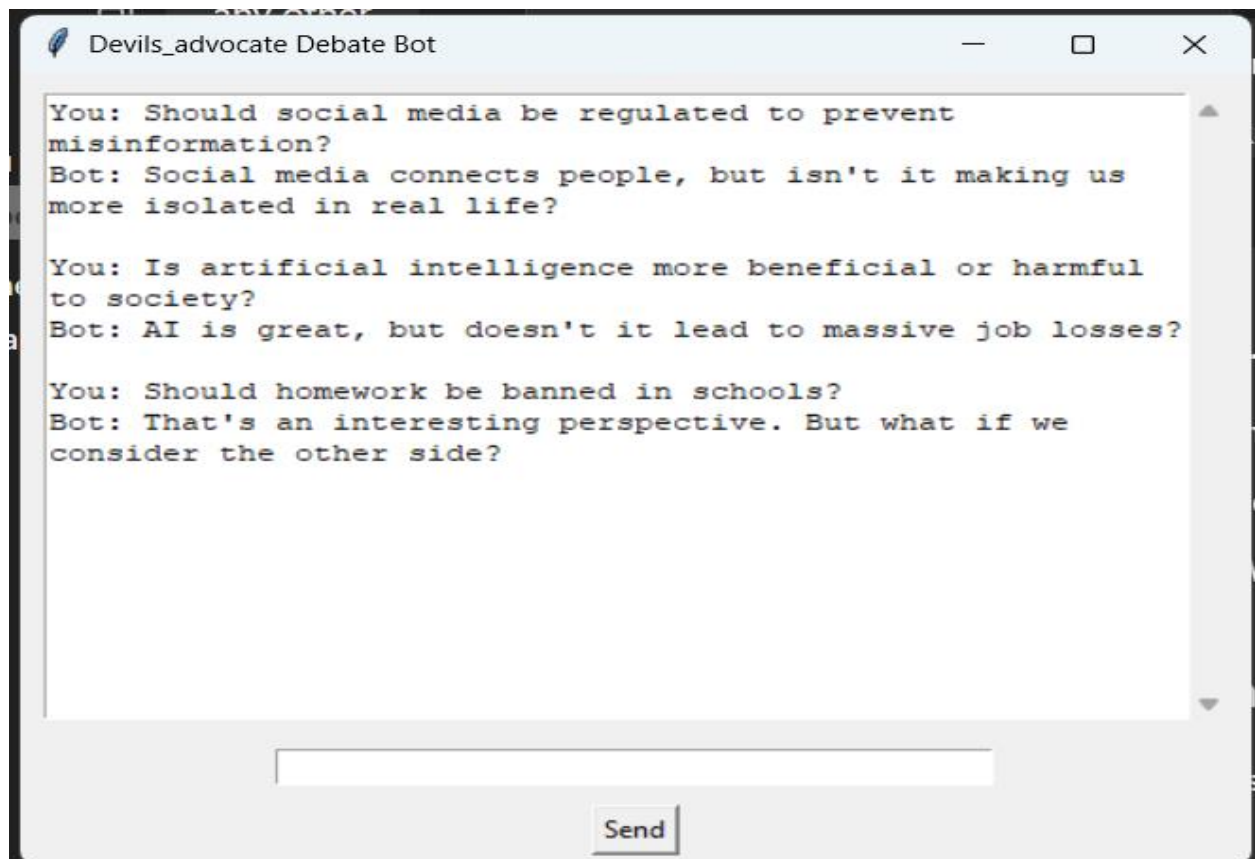 any other
Devils_advocate Debate Bot
You: Should social media be regulated to prevent
misinformation?
Bot: Social media connects people, but isn't it making us
more isolated in real life?
You: Is artificial intelligence more beneficial or harmful
to society?
Bot: AI is great, but doesn't it lead to massive job losses?
You: Should homework be banned in schools?
Bot: That's an interesting perspective. But what if we
consider the other side?
Send